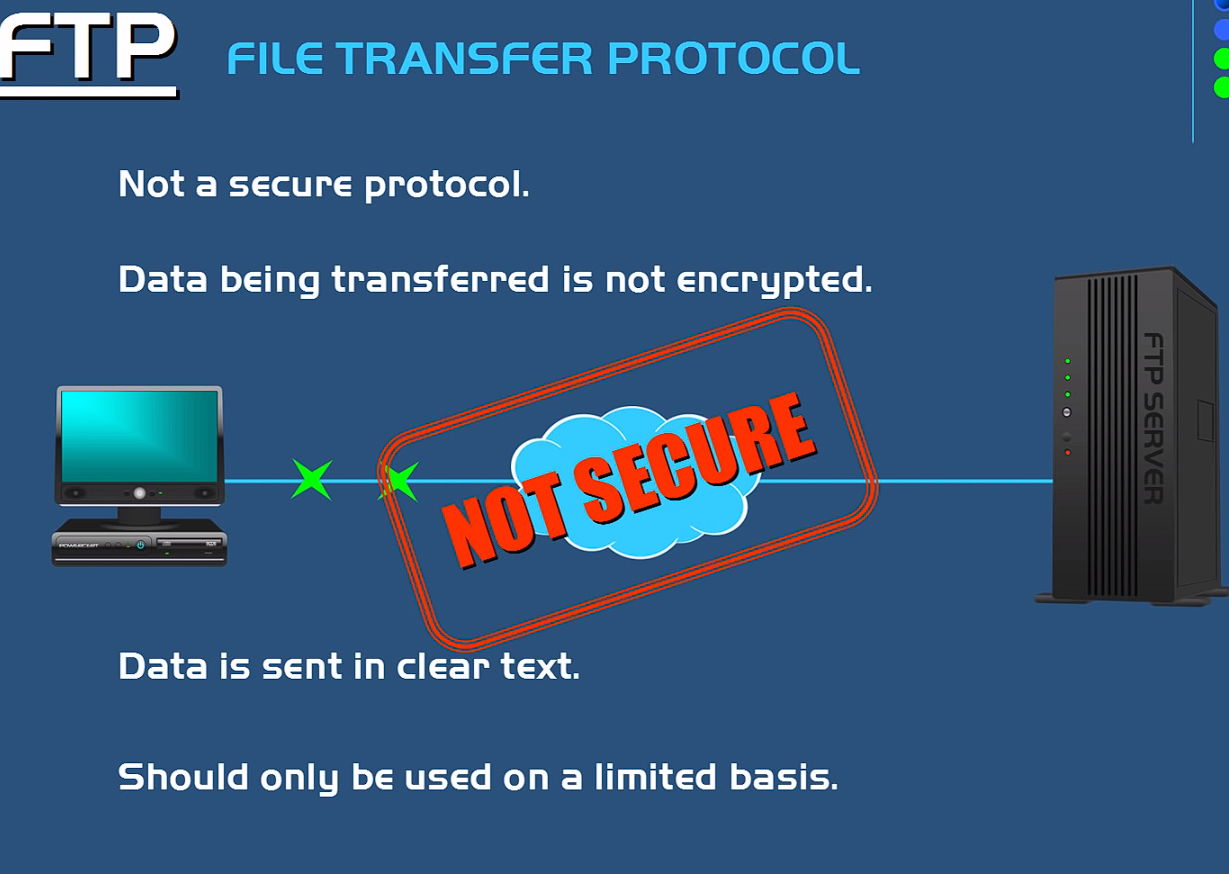 FTP
FILE TRANSFER PROTOCOL
Not a secure protocol.
Data being transferred is not encrypted.
NOT SECURE
FTP SERVER
Data is sent in clear text.
Should only be used on a limited basis.